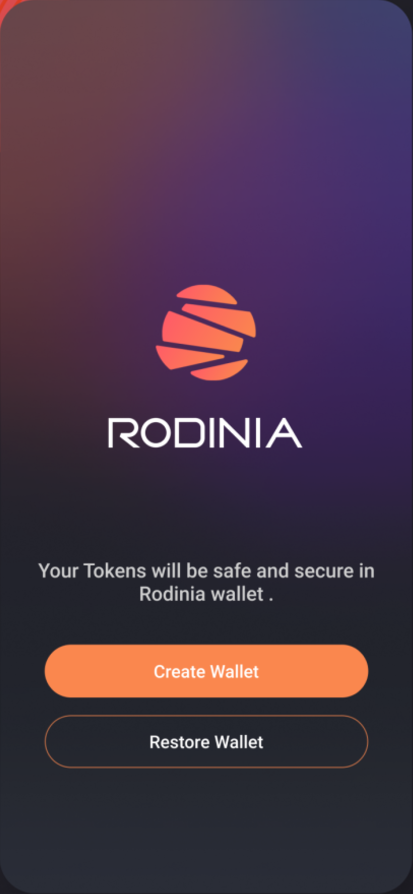 RODINIA
Your Tokens will be safe and secure in
Rodinia wallet .
Create Wallet
Restore Wallet